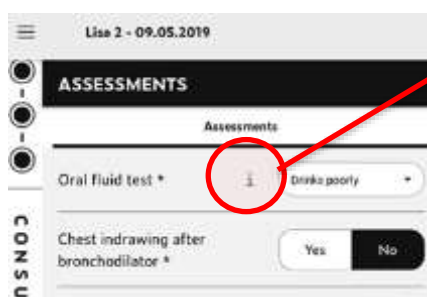 Lisa 2 - 09.05.2019
ASSESSMENTS
Assessments
Oral fluid test * i Drinks poorly
Chest indrawing after
bronchodilator * Yes No
CONSU